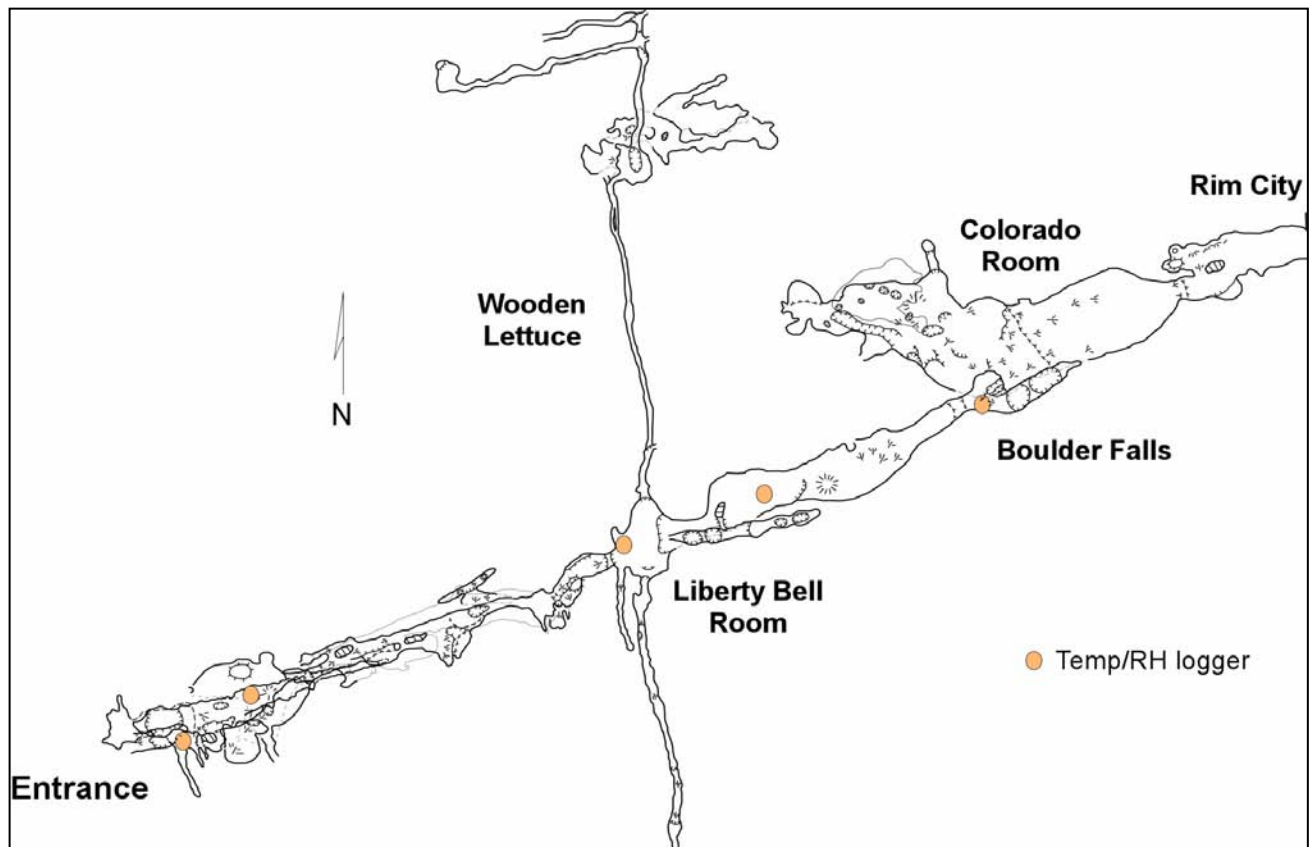 Rim City
Colorado
Room
Wooden
Lettuce
N
Boulder Falls
Liberty Bell
Room
Temp/RH logger
Entrance